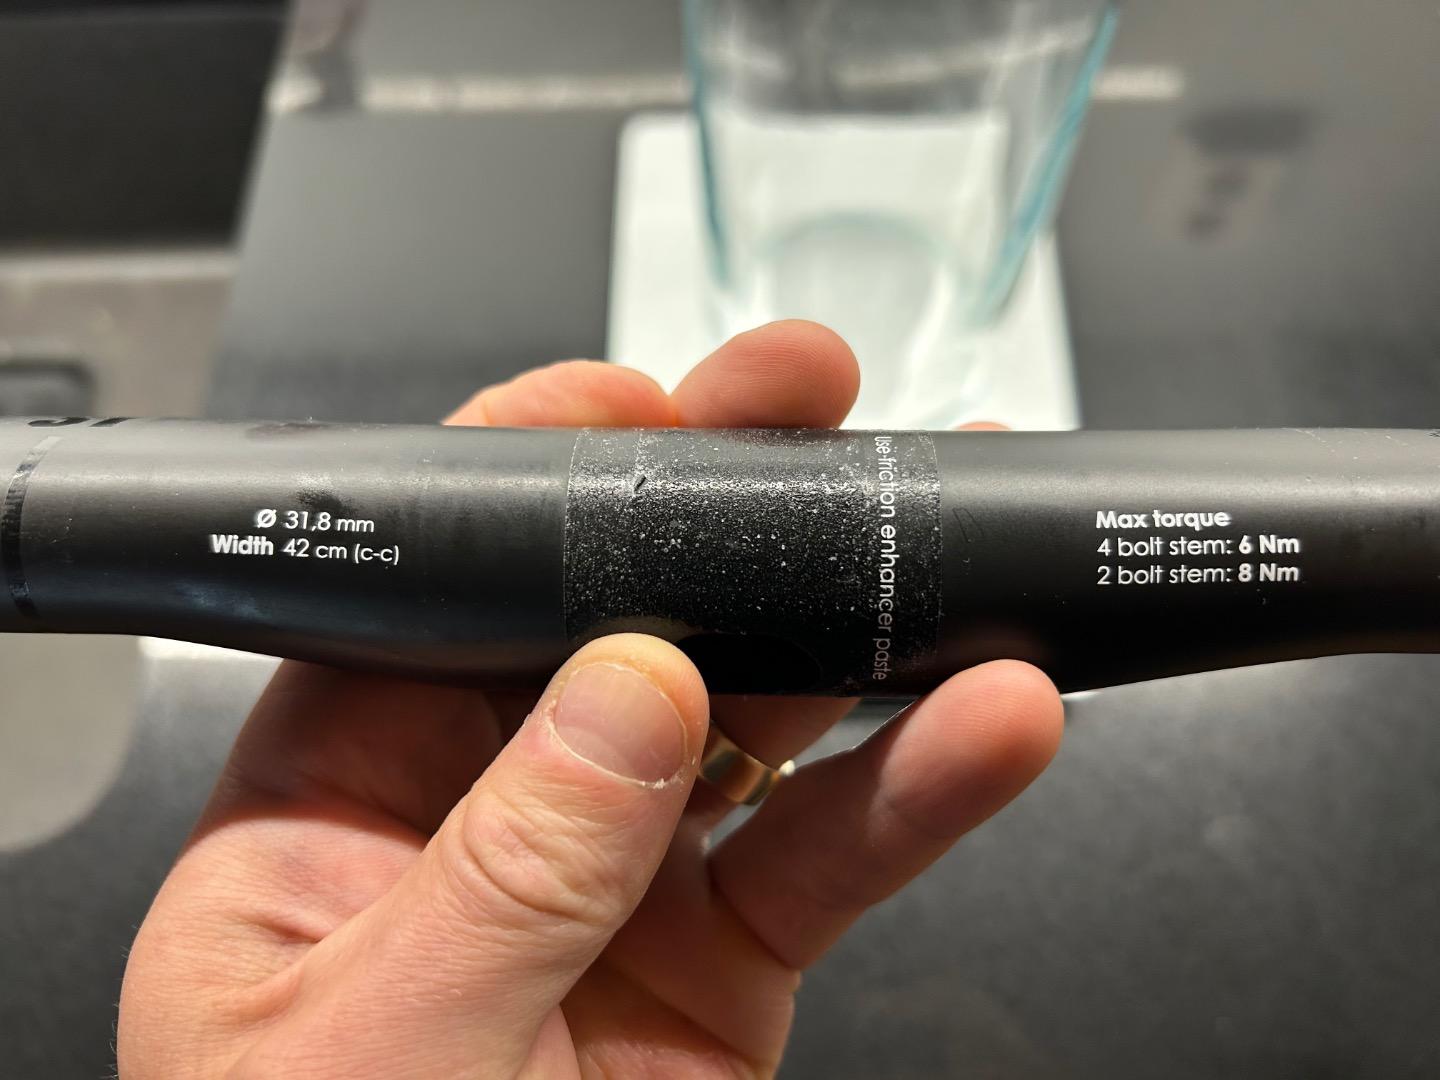 Ø 31,8 mm
Width 42 cm (c-c)
Use friction enhancer paste
Max torque
4 bolt stem: 6 Nm
2 bolt stem: 8 Nm